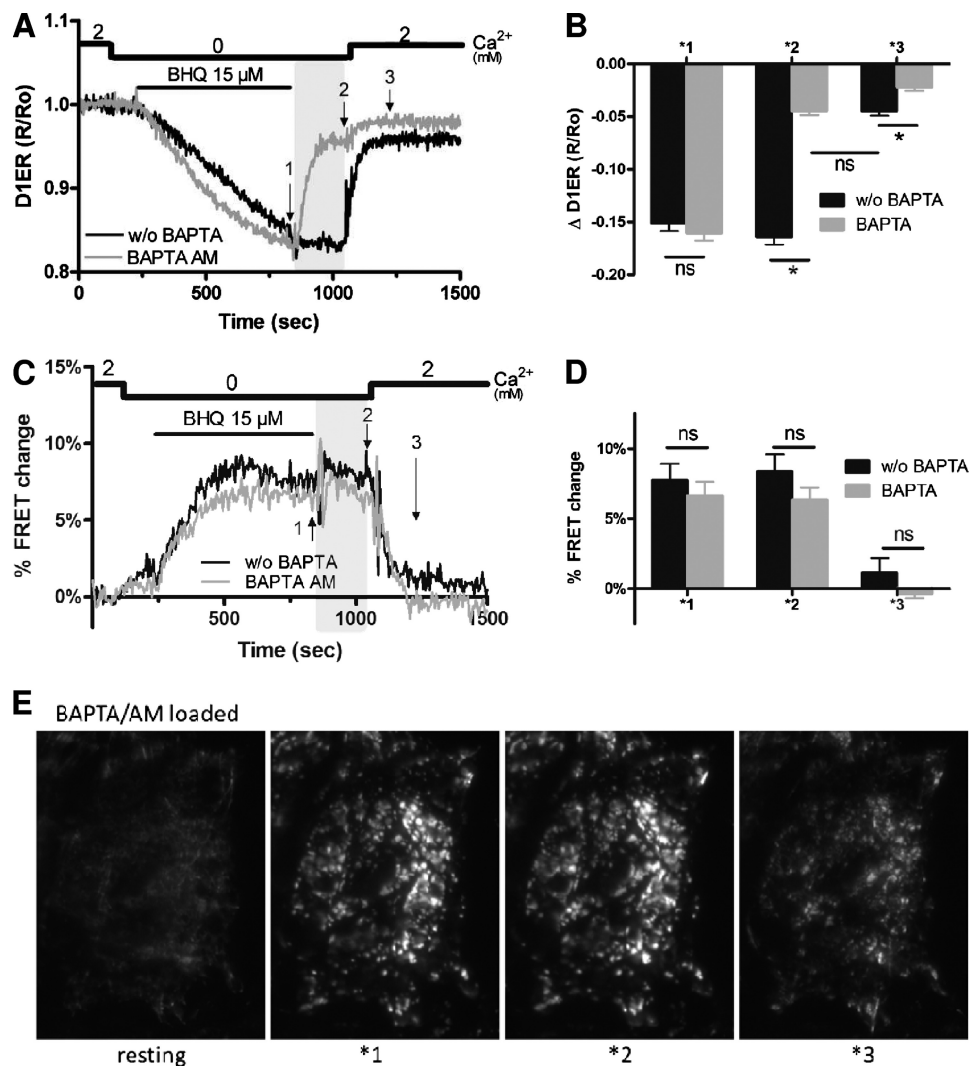 A
1.1
1.0
0.9
0.8
D1ER (R/Ro)
2
0
2
Ca2+
(mM)
BHQ 15 μM
1
2
3
w/o BAPTA
BAPTA AM
0
500
1000
1500
Time (sec)
B
*1
*2
*3
0.00
-0.05
-0.10
-0.15
-0.20
Δ D1ER (R/Ro)
*
ns
w/o BAPTA
BAPTA
ns
*
C
15%
10%
5%
0%
% FRET change
2
0
2
Ca2+
(mM)
BHQ 15 μM
2
3
1
w/o BAPTA
BAPTA AM
500
1000
1500
Time (sec)
D
10%
5%
0%
% FRET change
ns
ns
ns
w/o BAPTA
BAPTA
*1
*2
*3
E
BAPTA/AM loaded
resting
*1
*2
*3